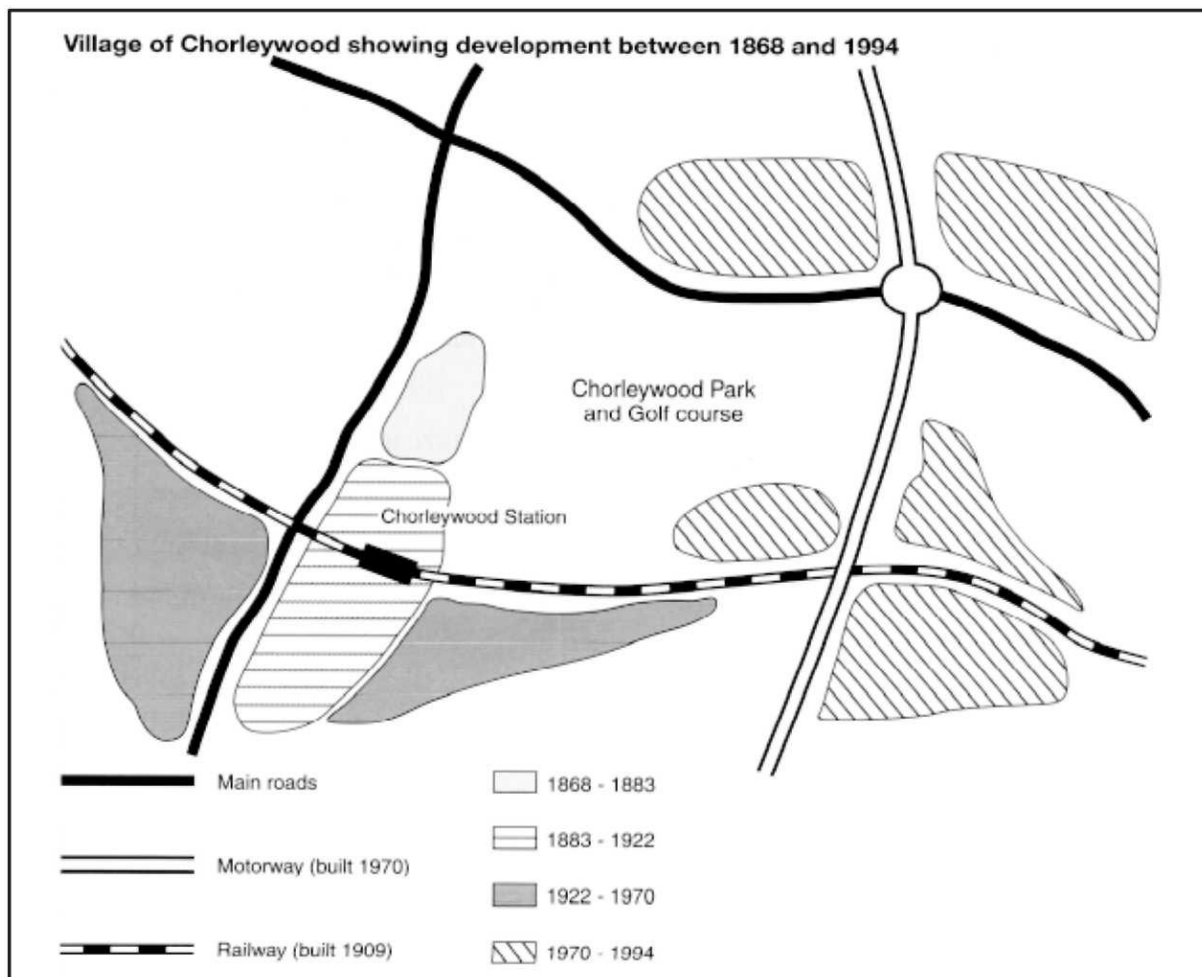 Village of Chorleywood showing development between 1868 and 1994
Chorleywood Park
and Golf course
Chorleywood Station
Main roads
Motorway (built 1970)
Railway (built 1909)
1868 - 1883
1883 - 1922
1922 - 1970
1970 - 1994